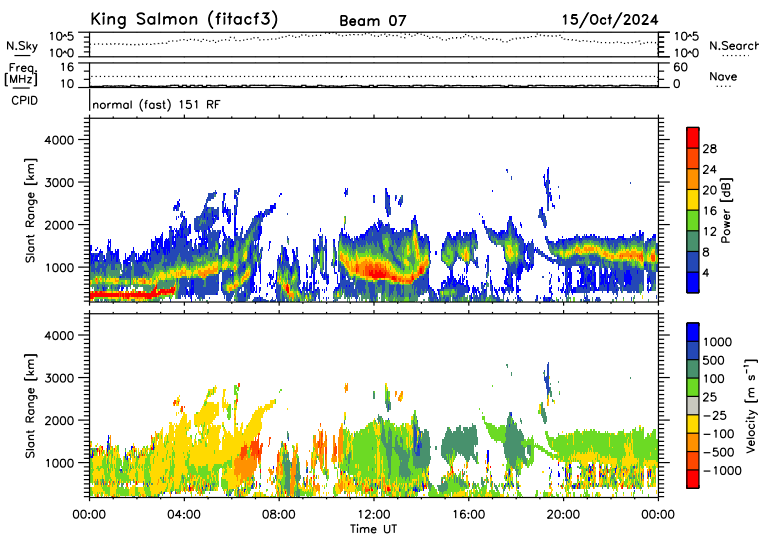 King Salmon (fitacf3) Beam 07 15/Oct/2024
N.Sky 10^5 10^0 10^5 10^0 N.Search
Freq [MHz] 16 10 60 0 Nave
CPID normal (fast) 151 RF
Slant Range [km] 4000 3000 2000 1000
Power [dB] 28 24 20 16 12 8 4
Slant Range [km] 4000 3000 2000 1000
Velocity [m s⁻¹] 1000 500 100 25 −25 −100 −500 −1000
00:00 04:00 08:00 12:00 16:00 20:00 00:00
Time UT